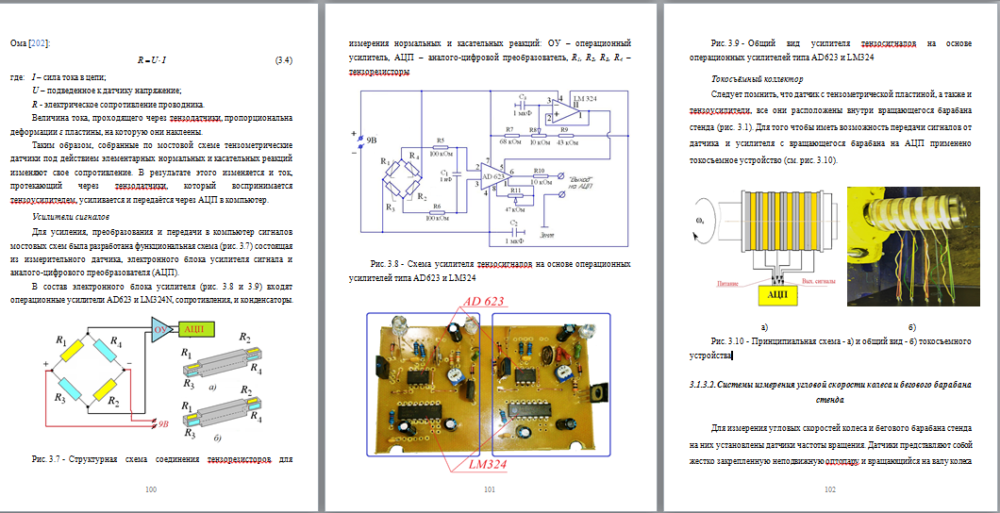 Ома [202]:
R = U · I (3.4)
где: I – сила тока в цепи;
U – подведенное к датчику напряжение;
R - электрическое сопротивление проводника.
Величина тока, проходящего через тензодатчики, пропорциональна
деформации ε пластины, на которую они наклеены.
Таким образом, собранные по мостовой схеме тензометрические
датчики под действием элементарных нормальных и касательных реакций
изменяют свое сопротивление. В результате этого изменяется и ток,
протекающий через тензодатчики, который воспринимается
тензоусилителем, усиливается и передаётся через АЦП в компьютер.
Усилители сигналов
Для усиления, преобразования и передачи в компьютер сигналов
мостовых схем была разработана функциональная схема (рис. 3.7) состоящая
из измерительного датчика, электронного блока усилителя сигнала и
аналого-цифрового преобразователя (АЦП).
В состав электронного блока усилителя (рис. 3.8 и 3.9) входят
операционные усилители AD623 и LM324N, сопротивления, и конденсаторы.
R1 R4 ОУ АЦП
+ −
R3 R2
9В
R2
R1
R4
R3 а)
R2
R1
R4
R3 б)
Рис. 3.7 - Структурная схема соединения тензорезисторов для
100
измерения нормальных и касательных реакций: ОУ – операционный
усилитель, АЦП – аналого-цифровой преобразователь, R1, R2, R3, R4 –
тензорезисторы
C3 3 4 LM 324
1 мкФ 2 11 1
+ R7 R8 R9
9В 68 кОм 10 кОм 43 кОм
−
R5
100 кОм
R1 R4 C1
1 нФ
R3 R2
2 7 5
AD 623 6
3 1
4 8
R10
10 кОм
"Выход"
на АЦП
R11
47 кОм
R6
100 кОм
C2
1 мкФ
Рис. 3.8 - Схема усилителя тензосигналов на основе операционных
усилителей типа AD623 и LM324
AD 623
LM324
101
Рис. 3.9 - Общий вид усилителя тензосигналов на основе
операционных усилителей типа AD623 и LM324
Токосъёмный коллектор
Следует помнить, что датчик с тензометрической пластиной, а также и
тензоусилители, все они расположены внутри вращающегося барабана
стенда (рис. 3.1). Для того чтобы иметь возможность передачи сигналов от
датчика и усилителя с вращающегося барабана на АЦП применено
токосъемное устройство (см. рис. 3.10).
Питание Вых. сигналы
АЦП
а) б)
Рис. 3.10 - Принципиальная схема - а) и общий вид - б) токосъемного
устройства
3.1.3.2. Системы измерения угловой скорости колеса и бегового барабана
стенда
Для измерения угловых скоростей колеса и бегового барабана стенда
на них установлены датчики частоты вращения. Датчики представляют собой
жестко закрепленную неподвижную оптопару, и вращающийся на валу колеса
102